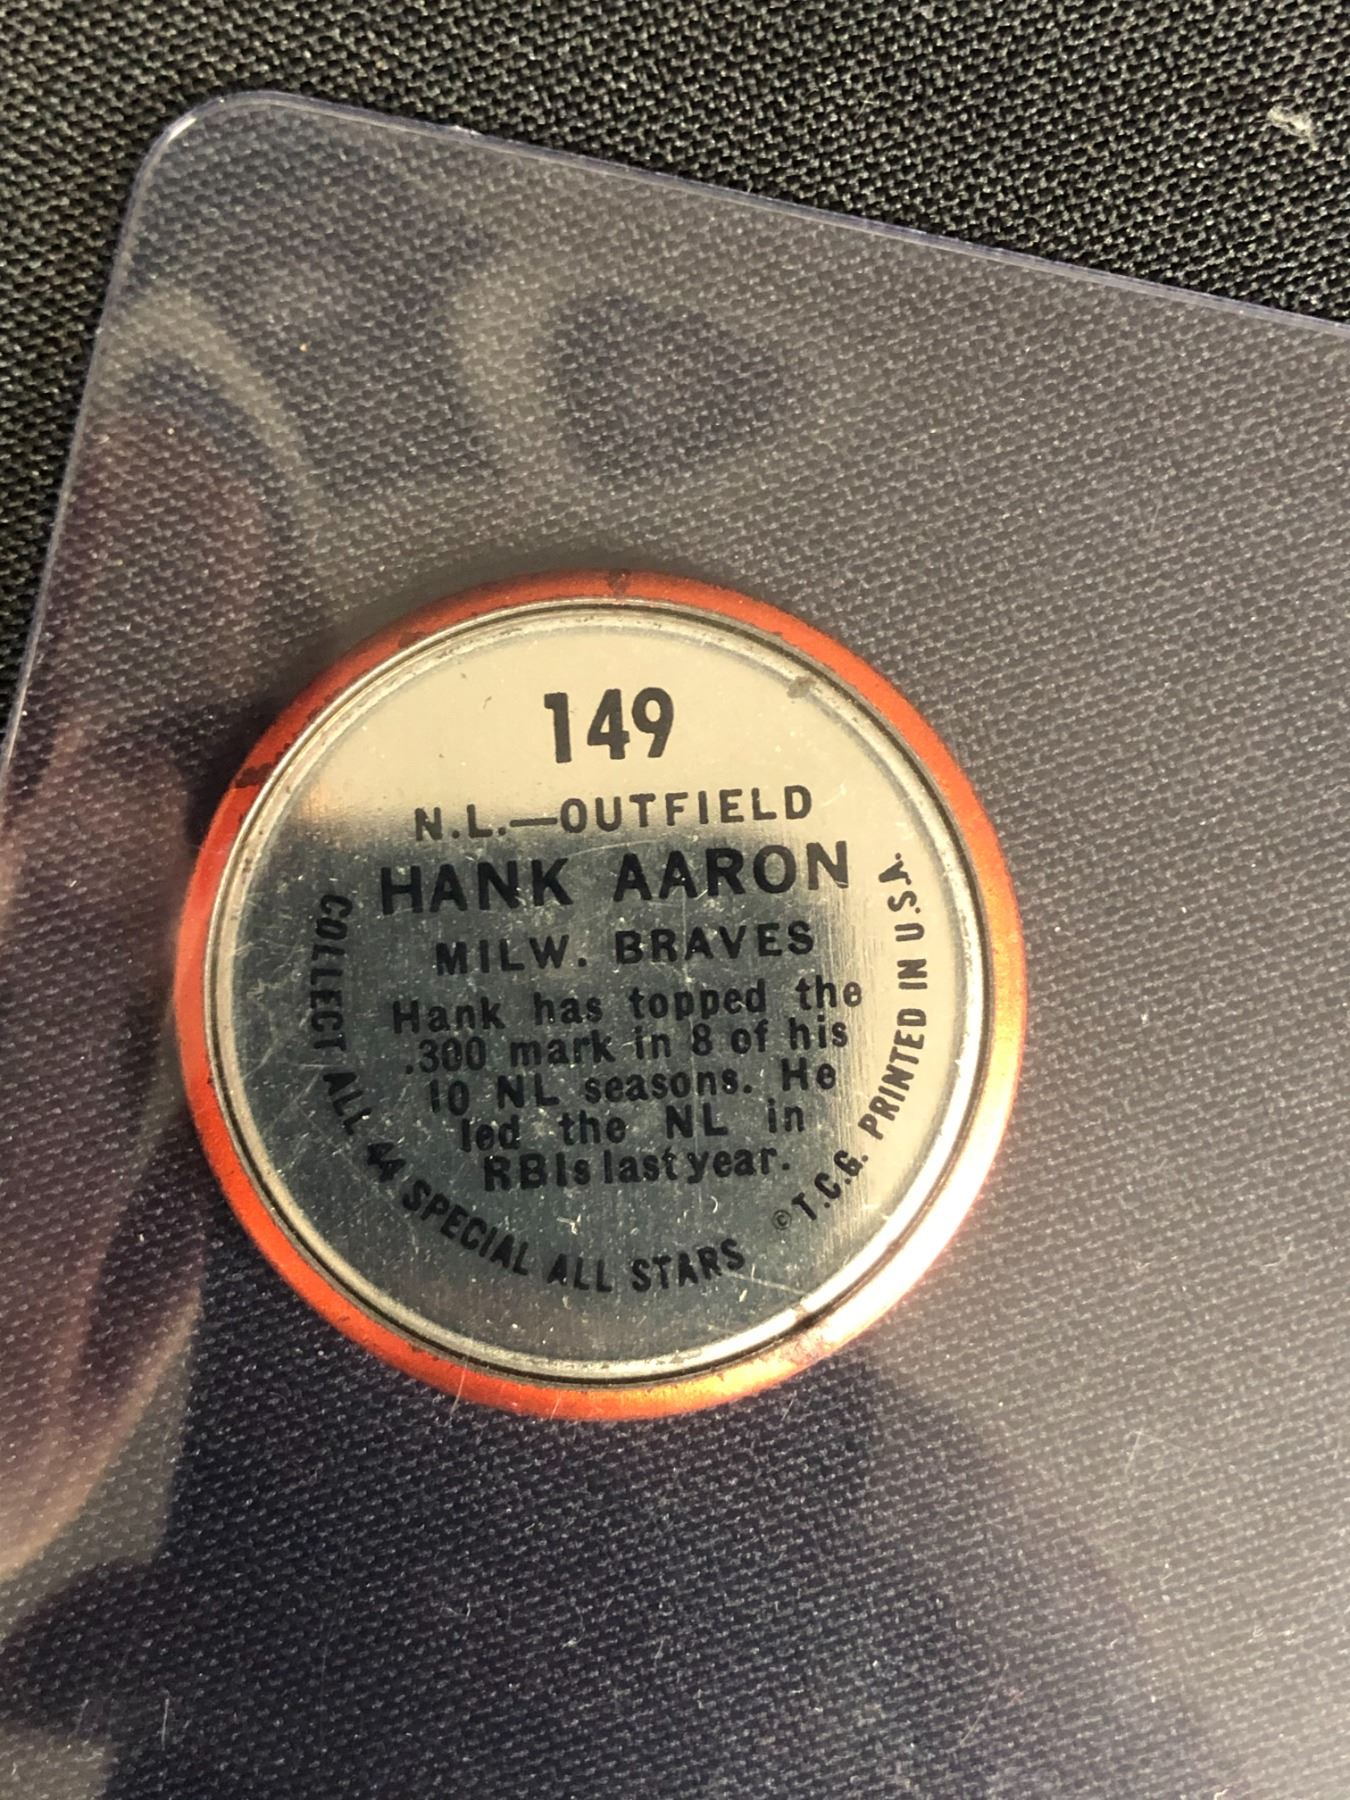 149
N.L.—OUTFIELD
HANK AARON
MILW. BRAVES
Hank has topped the
.300 mark in 8 of his
10 NL seasons. He
led the NL in
RBIs last year.
COLLECT ALL 44 SPECIAL ALL STARS
© T.C.G. PRINTED IN U.S.A.